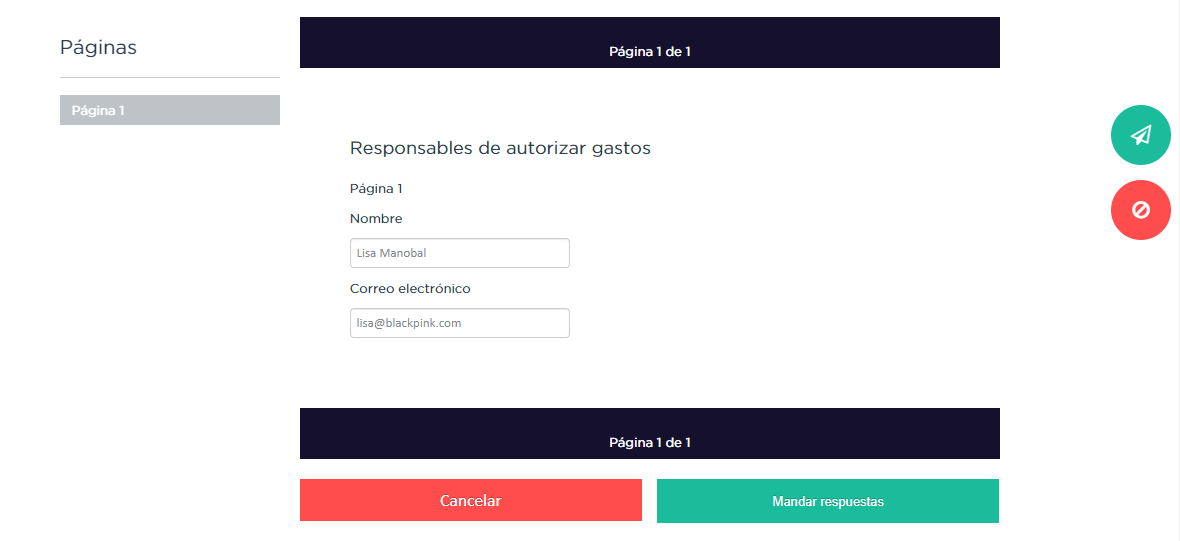 Páginas
Página 1
Página 1 de 1
Responsables de autorizar gastos
Página 1
Nombre
Lisa Manobal
Correo electrónico
lisa@blackpink.com
Página 1 de 1
Cancelar
Mandar respuestas